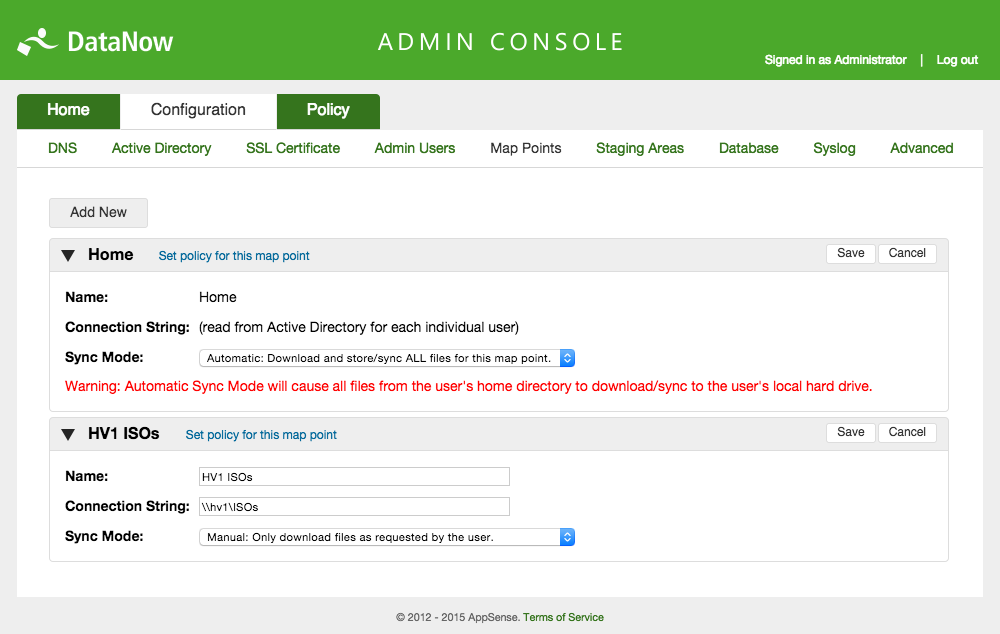 DataNow
ADMIN CONSOLE
Signed in as Administrator | Log out
Home Configuration Policy
DNS Active Directory SSL Certificate Admin Users Map Points Staging Areas Database Syslog Advanced
Add New
Home Set policy for this map point Save Cancel
Name: Home
Connection String: (read from Active Directory for each individual user)
Sync Mode: Automatic: Download and store/sync ALL files for this map point.
Warning: Automatic Sync Mode will cause all files from the user's home directory to download/sync to the user's local hard drive.
HV1 ISOs Set policy for this map point Save Cancel
Name: HV1 ISOs
Connection String: \\hv1\ISOs
Sync Mode: Manual: Only download files as requested by the user.
© 2012 - 2015 AppSense. Terms of Service